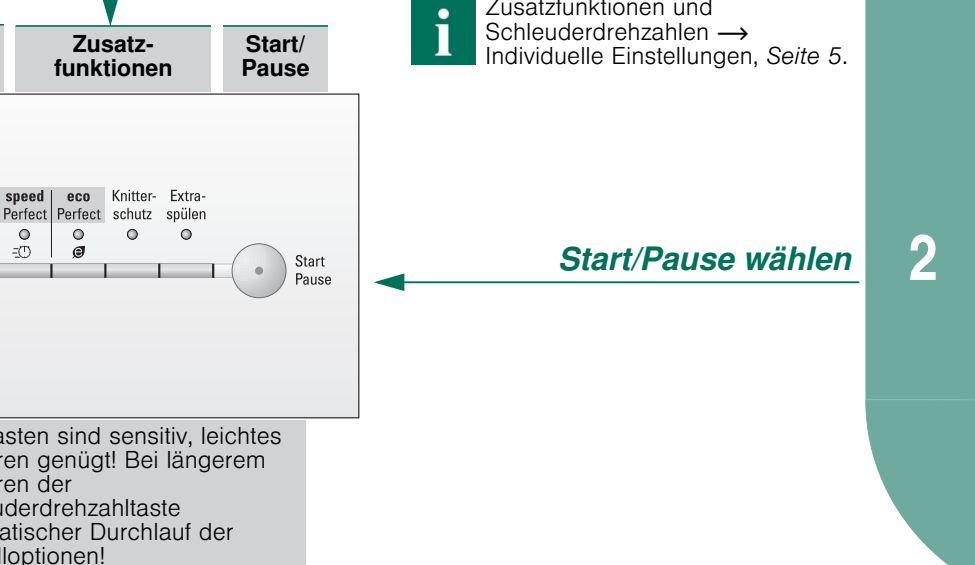 Zusatz-
funktionen
Start/
Pause
i
Zusatzfunktionen und
Schleuderdrehzahlen →
Individuelle Einstellungen, Seite 5.
speed
Perfect
eco
Perfect
Knitter-
schutz
Extra-
spülen
e
Start
Pause
Start/Pause wählen
2
asten sind sensitiv, leichtes
ren genügt! Bei längerem
ren der
uderdrehzahltaste
atischer Durchlauf der
lloptionen!